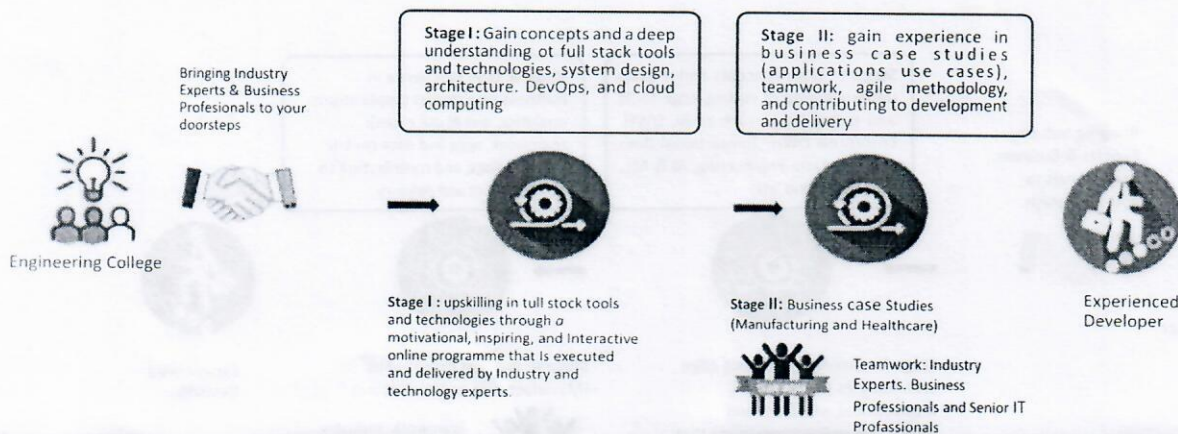 Bringing Industry
Experts & Business
Profesionals to your
doorsteps
Engineering College
Stage I : Gain concepts and a deep
understanding ot full stack tools
and technologies, system design,
architecture. DevOps, and cloud
computing
Stage II: gain experience in
business case studies
(applications use cases),
teamwork, agile methodology,
and contributing to development
and delivery
Stage I : upskilling in tull stock tools
and technologies through a
motivational, inspiring, and Interactive
online programme that Is executed
and delivered by Industry and
technology experts.
Stage II: Business case Studies
(Manufacturing and Healthcare)
Teamwork: Industry
Experts. Business
Professionals and Senior IT
Profassionals
Experienced
Developer